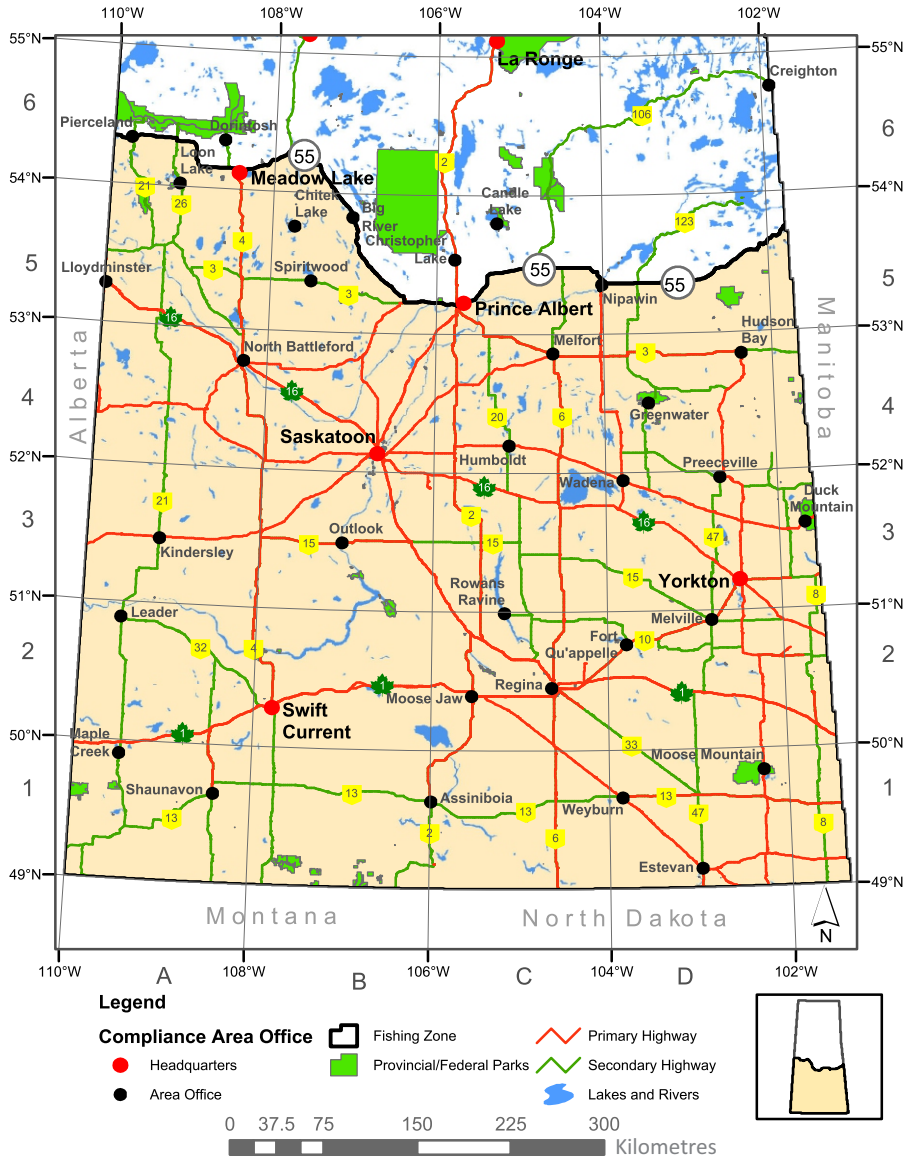 110°W 108°W 106°W 104°W 102°W
55°N
55°N
La Ronge
Creighton
6
106
6
Pierceland
Dorintosh
55
2
Loon
Lake
54°N
Meadow Lake
54°N
21
Chitek
Lake
Candle
Lake
26
Big
River
123
4
Christopher
Lake
5
Lloydminster
3
Spiritwood
55
55
5
3
Nipawin
Prince Albert
53°N
16
53°N
Hudson
Bay
Manitoba
North Battleford
Melfort
3
Alberta
4
16
20
6
Greenwater
4
Saskatoon
52°N
Humboldt
Preeceville
52°N
Wadena
16
21
Duck
Mountain
3
2
16
3
Outlook
47
Kindersley
15
15
15
Yorkton
Rowans
Ravine
51°N
8
51°N
Leader
Melville
2
32
4
Fort
Qu'appelle
10
2
1
Moose Jaw
Regina
1
Swift
Current
50°N
Maple
Creek
1
33
50°N
Moose Mountain
1
Shaunavon
13
Assiniboia
Weyburn
13
1
13
13
47
8
2
6
Estevan
49°N
49°N
Montana
North Dakota
N
110°W 108°W 106°W 104°W 102°W
A B C D
Legend
Compliance Area Office
Fishing Zone
Primary Highway
Headquarters
Provincial/Federal Parks
Secondary Highway
Area Office
Lakes and Rivers
0 37.5 75 150 225 300
Kilometres